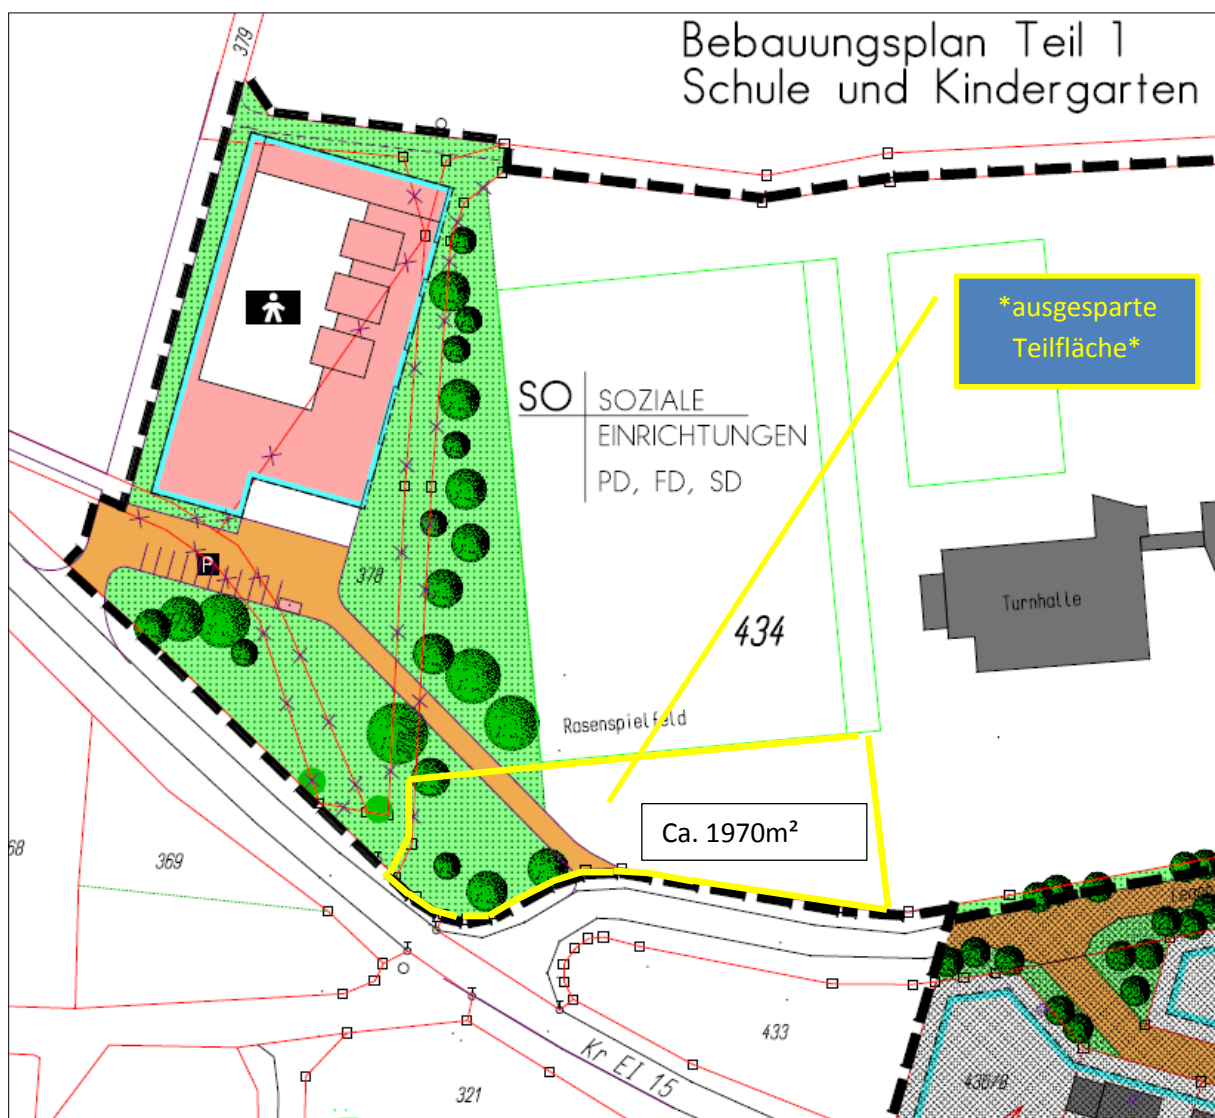 Bebauungsplan Teil 1
Schule und Kindergarten
379
*ausgesparte
Teilfläche*
SO
SOZIALE
EINRICHTUNGEN
PD, FD, SD
P
378
434
Turnhalle
Rasenspielfeld
Ca. 1970m²
68
369
433
Kr EI 15
321
436/8